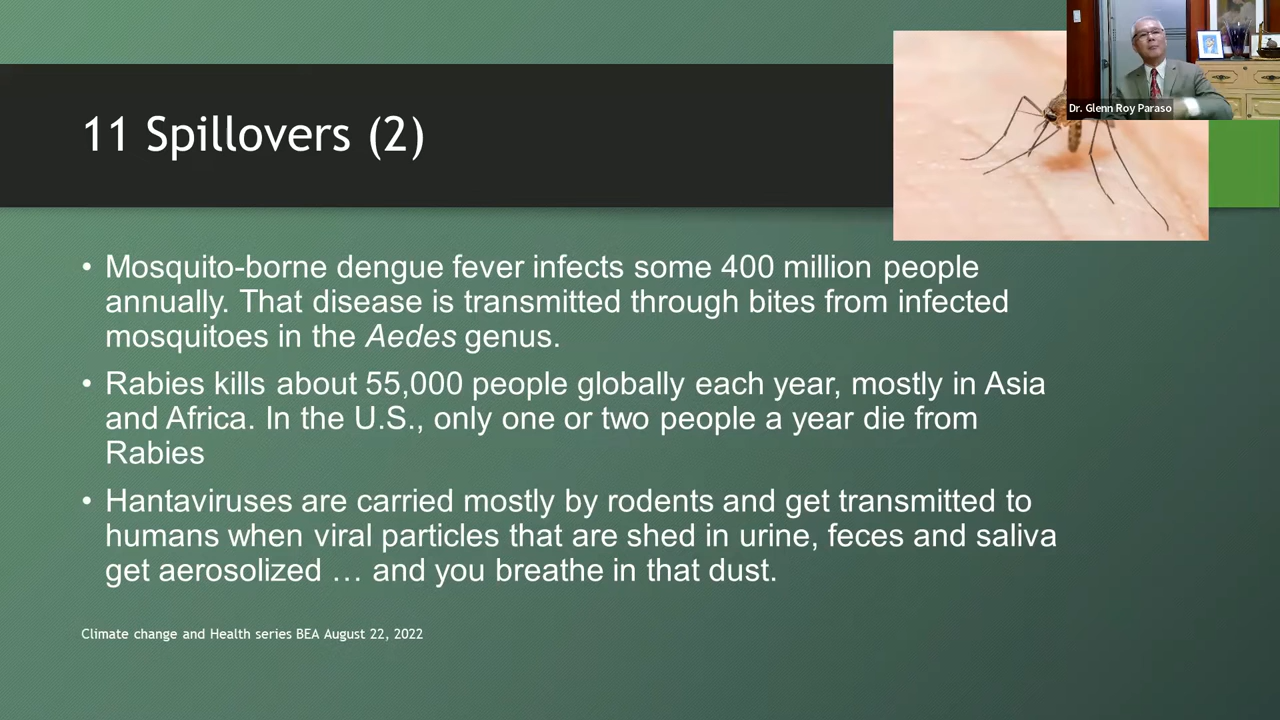 Dr. Glenn Roy Paraso
11 Spillovers (2)
• Mosquito-borne dengue fever infects some 400 million people
annually. That disease is transmitted through bites from infected
mosquitoes in the Aedes genus.
• Rabies kills about 55,000 people globally each year, mostly in Asia
and Africa. In the U.S., only one or two people a year die from
Rabies
• Hantaviruses are carried mostly by rodents and get transmitted to
humans when viral particles that are shed in urine, feces and saliva
get aerosolized … and you breathe in that dust.
Climate change and Health series BEA August 22, 2022